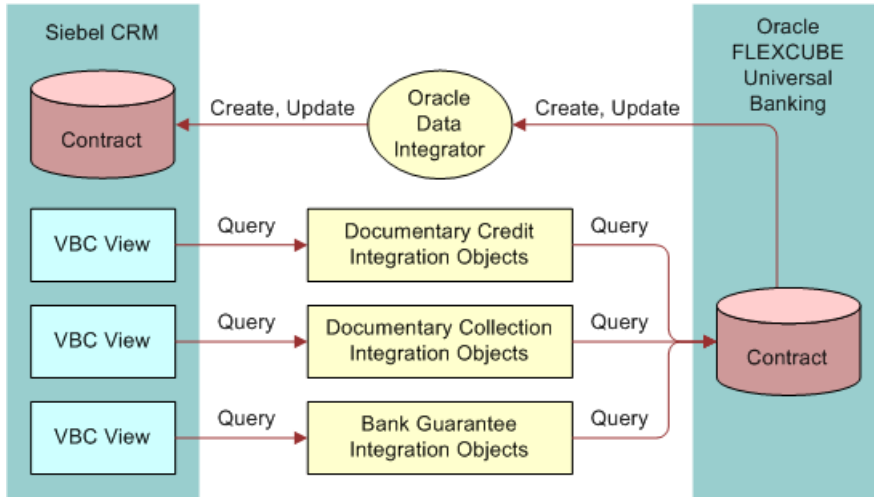 Siebel CRM
Oracle
FLEXCUBE
Universal
Banking
Contract
Create, Update
Oracle
Data
Integrator
Create, Update
VBC View
Query
Documentary Credit
Integration Objects
Query
VBC View
Query
Documentary Collection
Integration Objects
Query
Contract
VBC View
Query
Bank Guarantee
Integration Objects
Query